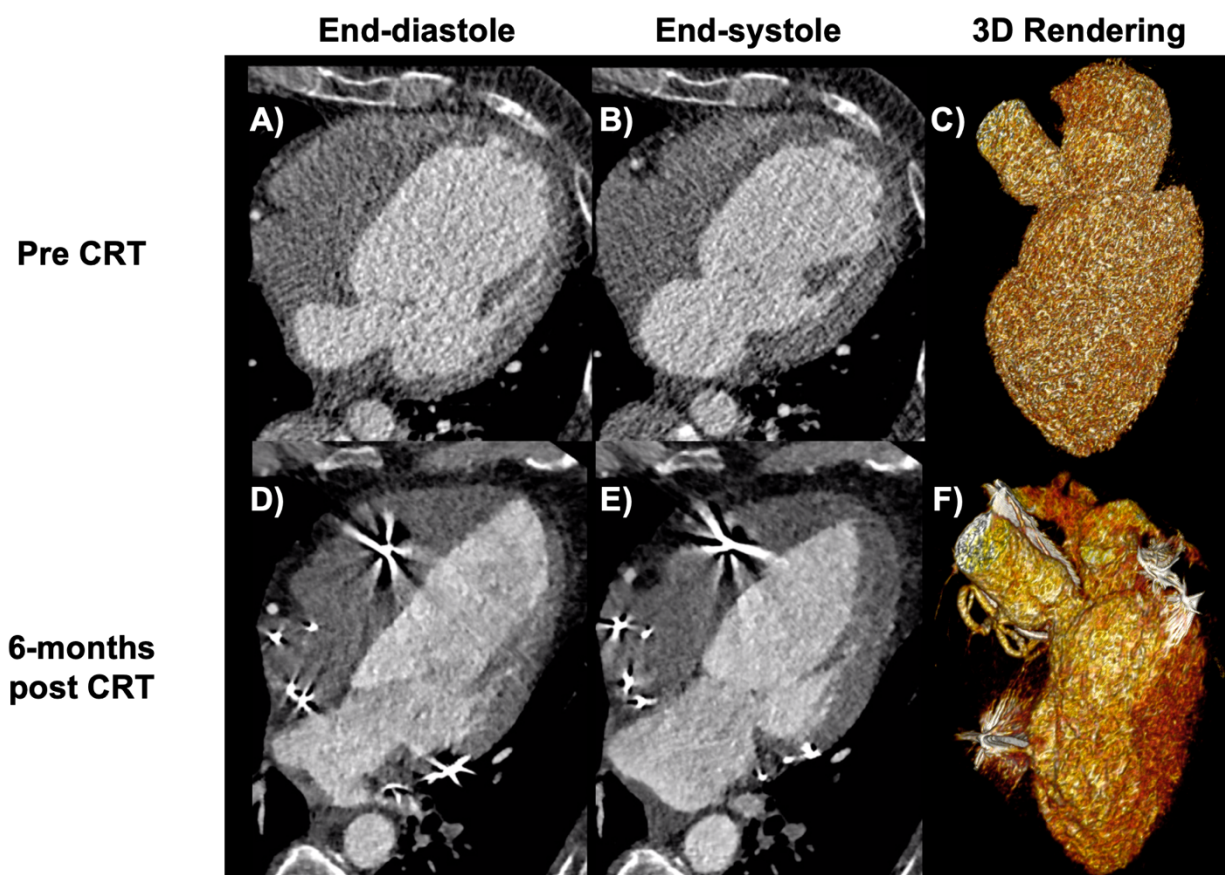 End-diastole
End-systole
3D Rendering
Pre CRT
A)
B)
C)
6-months
post CRT
D)
E)
F)